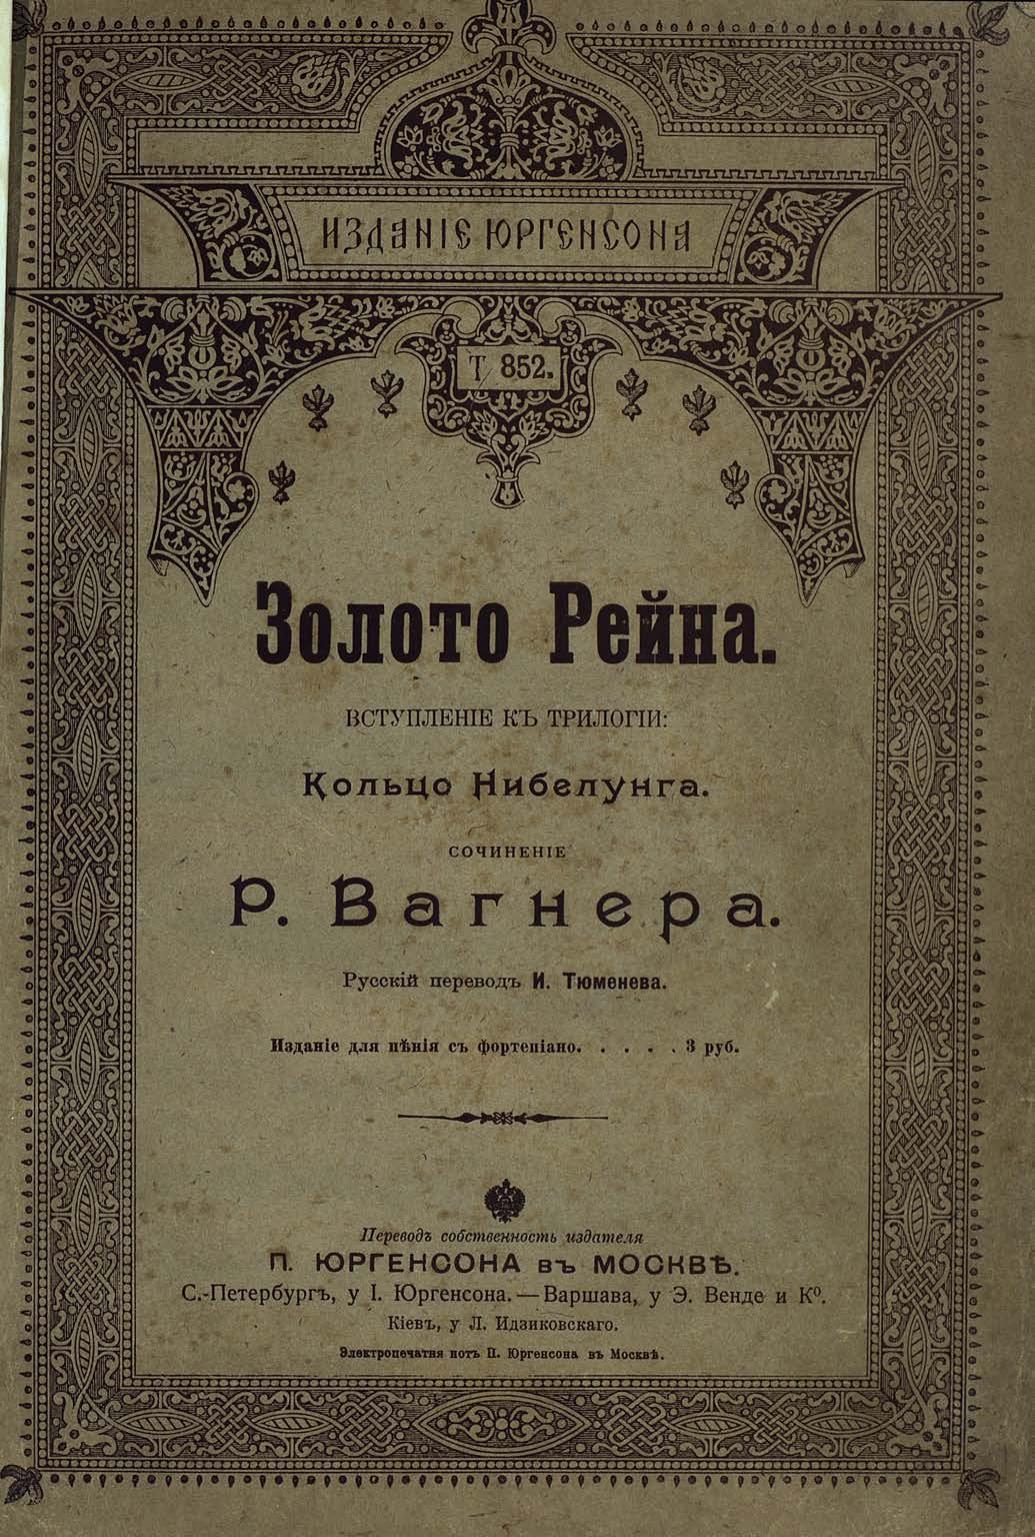 ИЗДАНІЕ ЮРГЕНСОНА
Т/852.
Золото Рейна.
ВСТУПЛЕНІЕ КЪ ТРИЛОГІИ:
Кольцо Нибелунга.
СОЧИНЕНІЕ
Р. Вагнера.
Русскій переводъ И. Тюменева.
Изданіе для пѣнія съ фортепіано. . . . . 3 руб.
Переводъ собственность издателя
П. ЮРГЕНСОНА въ МОСКВѢ.
С.-Петербургъ, у І. Юргенсона. — Варшава, у Э. Венде и Ко.
Кіевъ, у Л. Идзиковскаго.
Электропечатня нотъ П. Юргенсона въ Москвѣ.